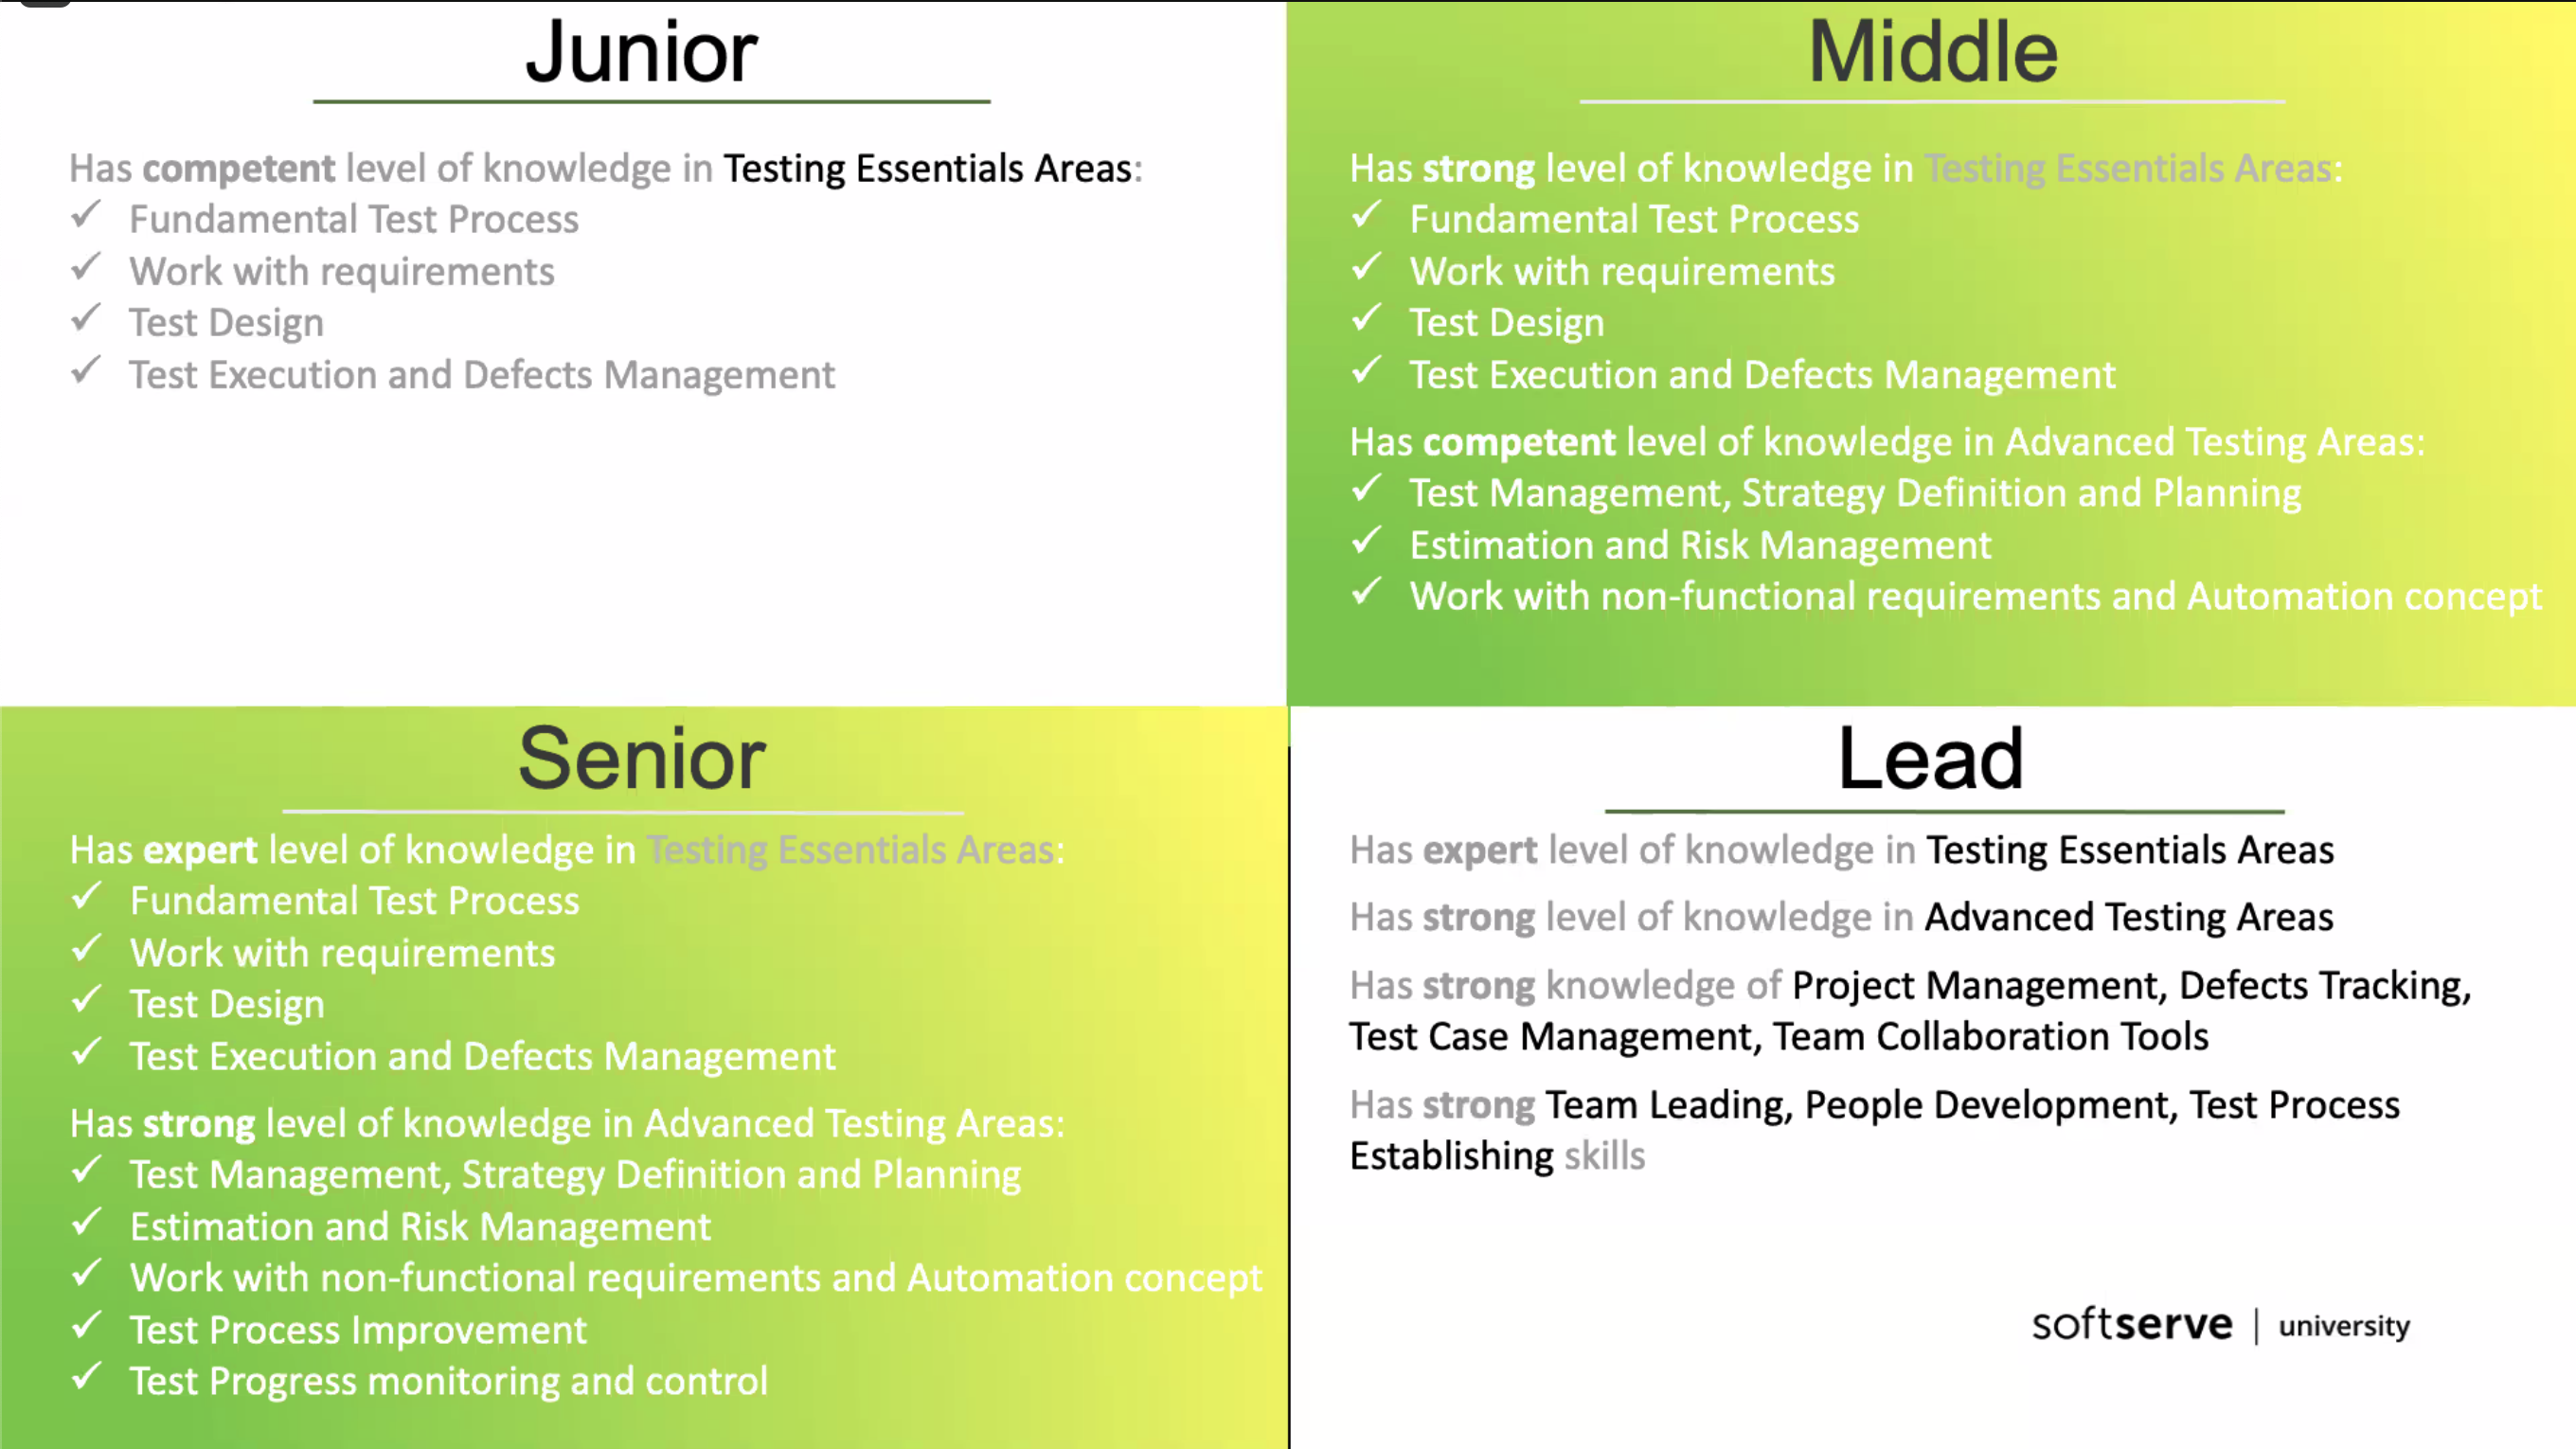 Junior
Has competent level of knowledge in Testing Essentials Areas:
✓ Fundamental Test Process
✓ Work with requirements
✓ Test Design
✓ Test Execution and Defects Management
Middle
Has strong level of knowledge in Testing Essentials Areas:
✓ Fundamental Test Process
✓ Work with requirements
✓ Test Design
✓ Test Execution and Defects Management
Has competent level of knowledge in Advanced Testing Areas:
✓ Test Management, Strategy Definition and Planning
✓ Estimation and Risk Management
✓ Work with non-functional requirements and Automation concept
Senior
Has expert level of knowledge in Testing Essentials Areas:
✓ Fundamental Test Process
✓ Work with requirements
✓ Test Design
✓ Test Execution and Defects Management
Has strong level of knowledge in Advanced Testing Areas:
✓ Test Management, Strategy Definition and Planning
✓ Estimation and Risk Management
✓ Work with non-functional requirements and Automation concept
✓ Test Process Improvement
✓ Test Progress monitoring and control
Lead
Has expert level of knowledge in Testing Essentials Areas
Has strong level of knowledge in Advanced Testing Areas
Has strong knowledge of Project Management, Defects Tracking,
Test Case Management, Team Collaboration Tools
Has strong Team Leading, People Development, Test Process
Establishing skills
softserve | university